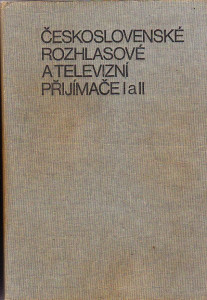 ČESKOSLOVENSKÉ
ROZHLASOVÉ
A TELEVIZNÍ
PŘIJÍMAČE I a II